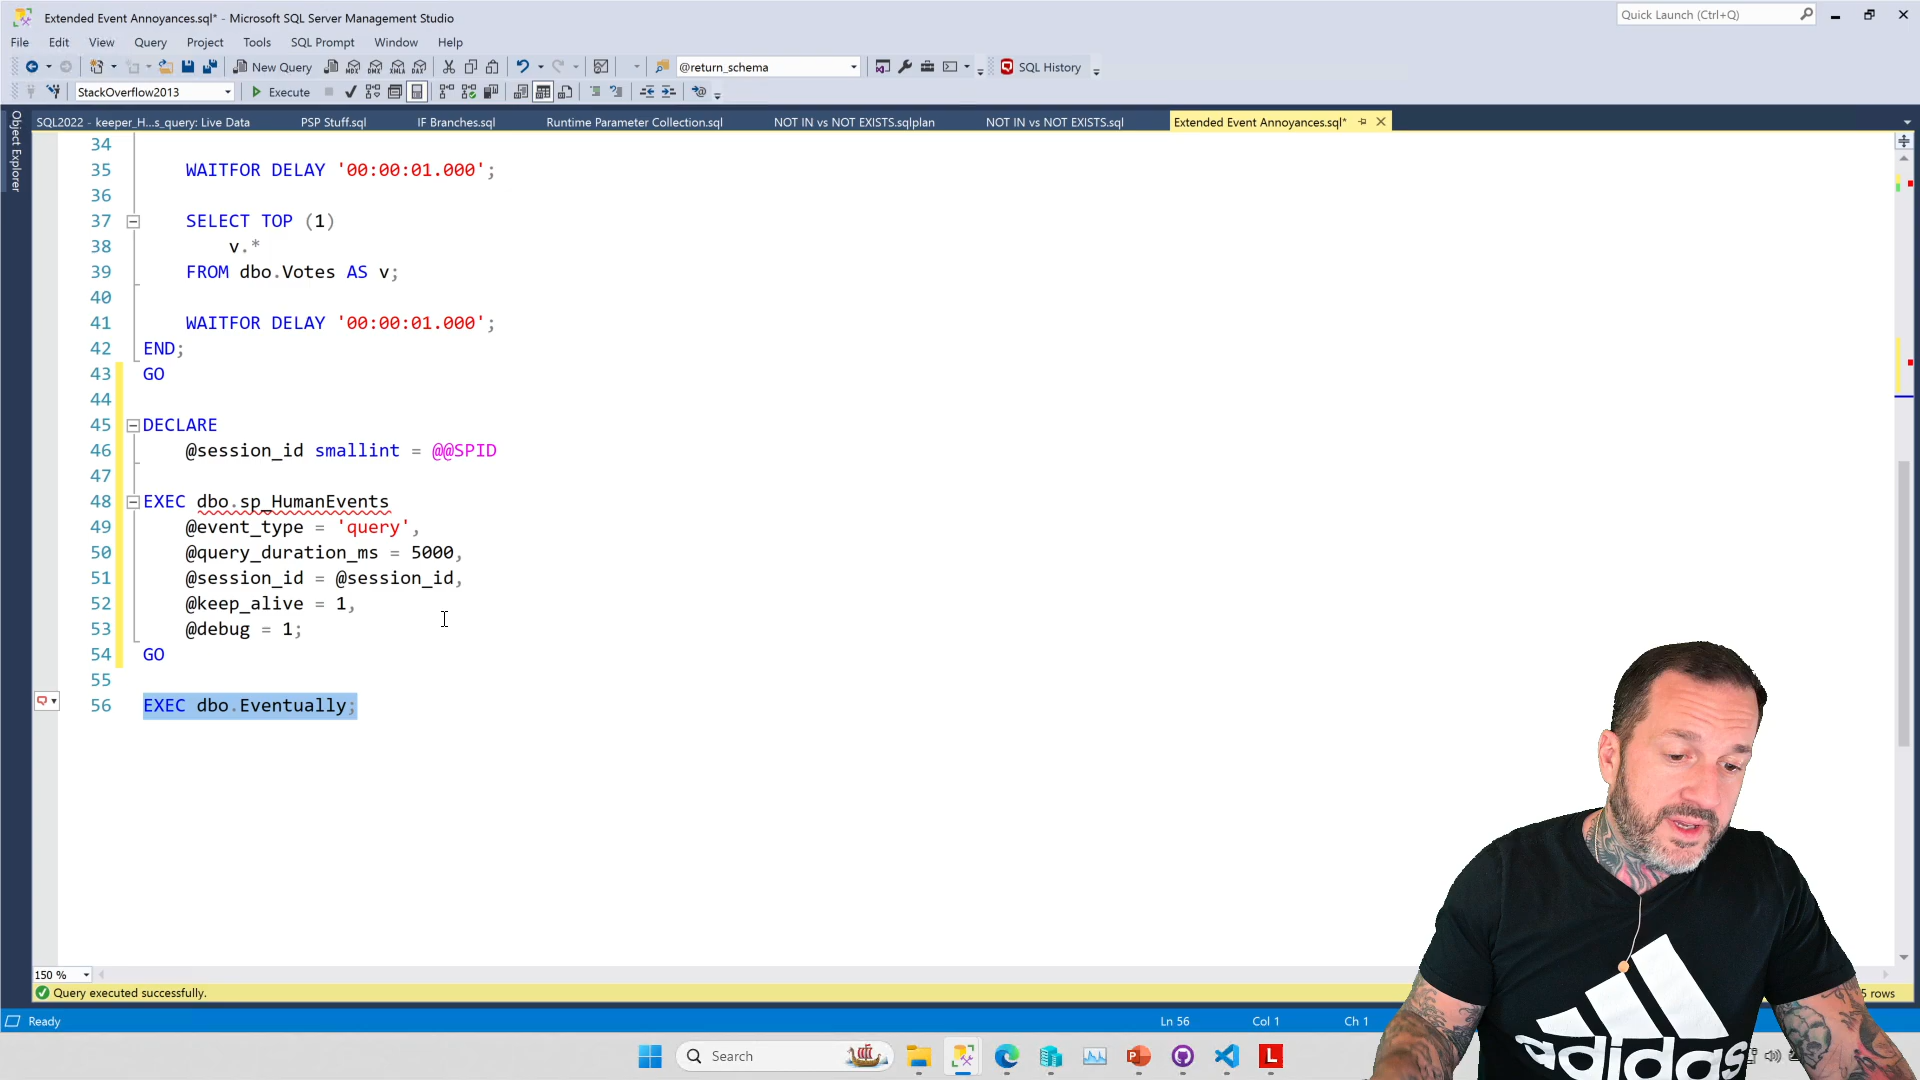 Extended Event Annoyances.sql* - Microsoft SQL Server Management Studio
Quick Launch (Ctrl+Q)
File Edit View Query Project Tools SQL Prompt Window Help
New Query
MDX DMX XMLA DAX
@return_schema
SQL History
StackOverflow2013
Execute
Object Explorer
SQL2022 - keeper_H...s_query: Live Data
PSP Stuff.sql
IF Branches.sql
Runtime Parameter Collection.sql
NOT IN vs NOT EXISTS.sqlplan
NOT IN vs NOT EXISTS.sql
Extended Event Annoyances.sql*
34
35 WAITFOR DELAY '00:00:01.000';
36
37 SELECT TOP (1)
38 v.*
39 FROM dbo.Votes AS v;
40
41 WAITFOR DELAY '00:00:01.000';
42 END;
43 GO
44
45 DECLARE
46 @session_id smallint = @@SPID
47
48 EXEC dbo.sp_HumanEvents
49 @event_type = 'query',
50 @query_duration_ms = 5000,
51 @session_id = @session_id,
52 @keep_alive = 1,
53 @debug = 1;
54 GO
55
56 EXEC dbo.Eventually;
150 %
Query executed successfully.
5 rows
Ready
Ln 56 Col 1 Ch 1
Search
L
adidas